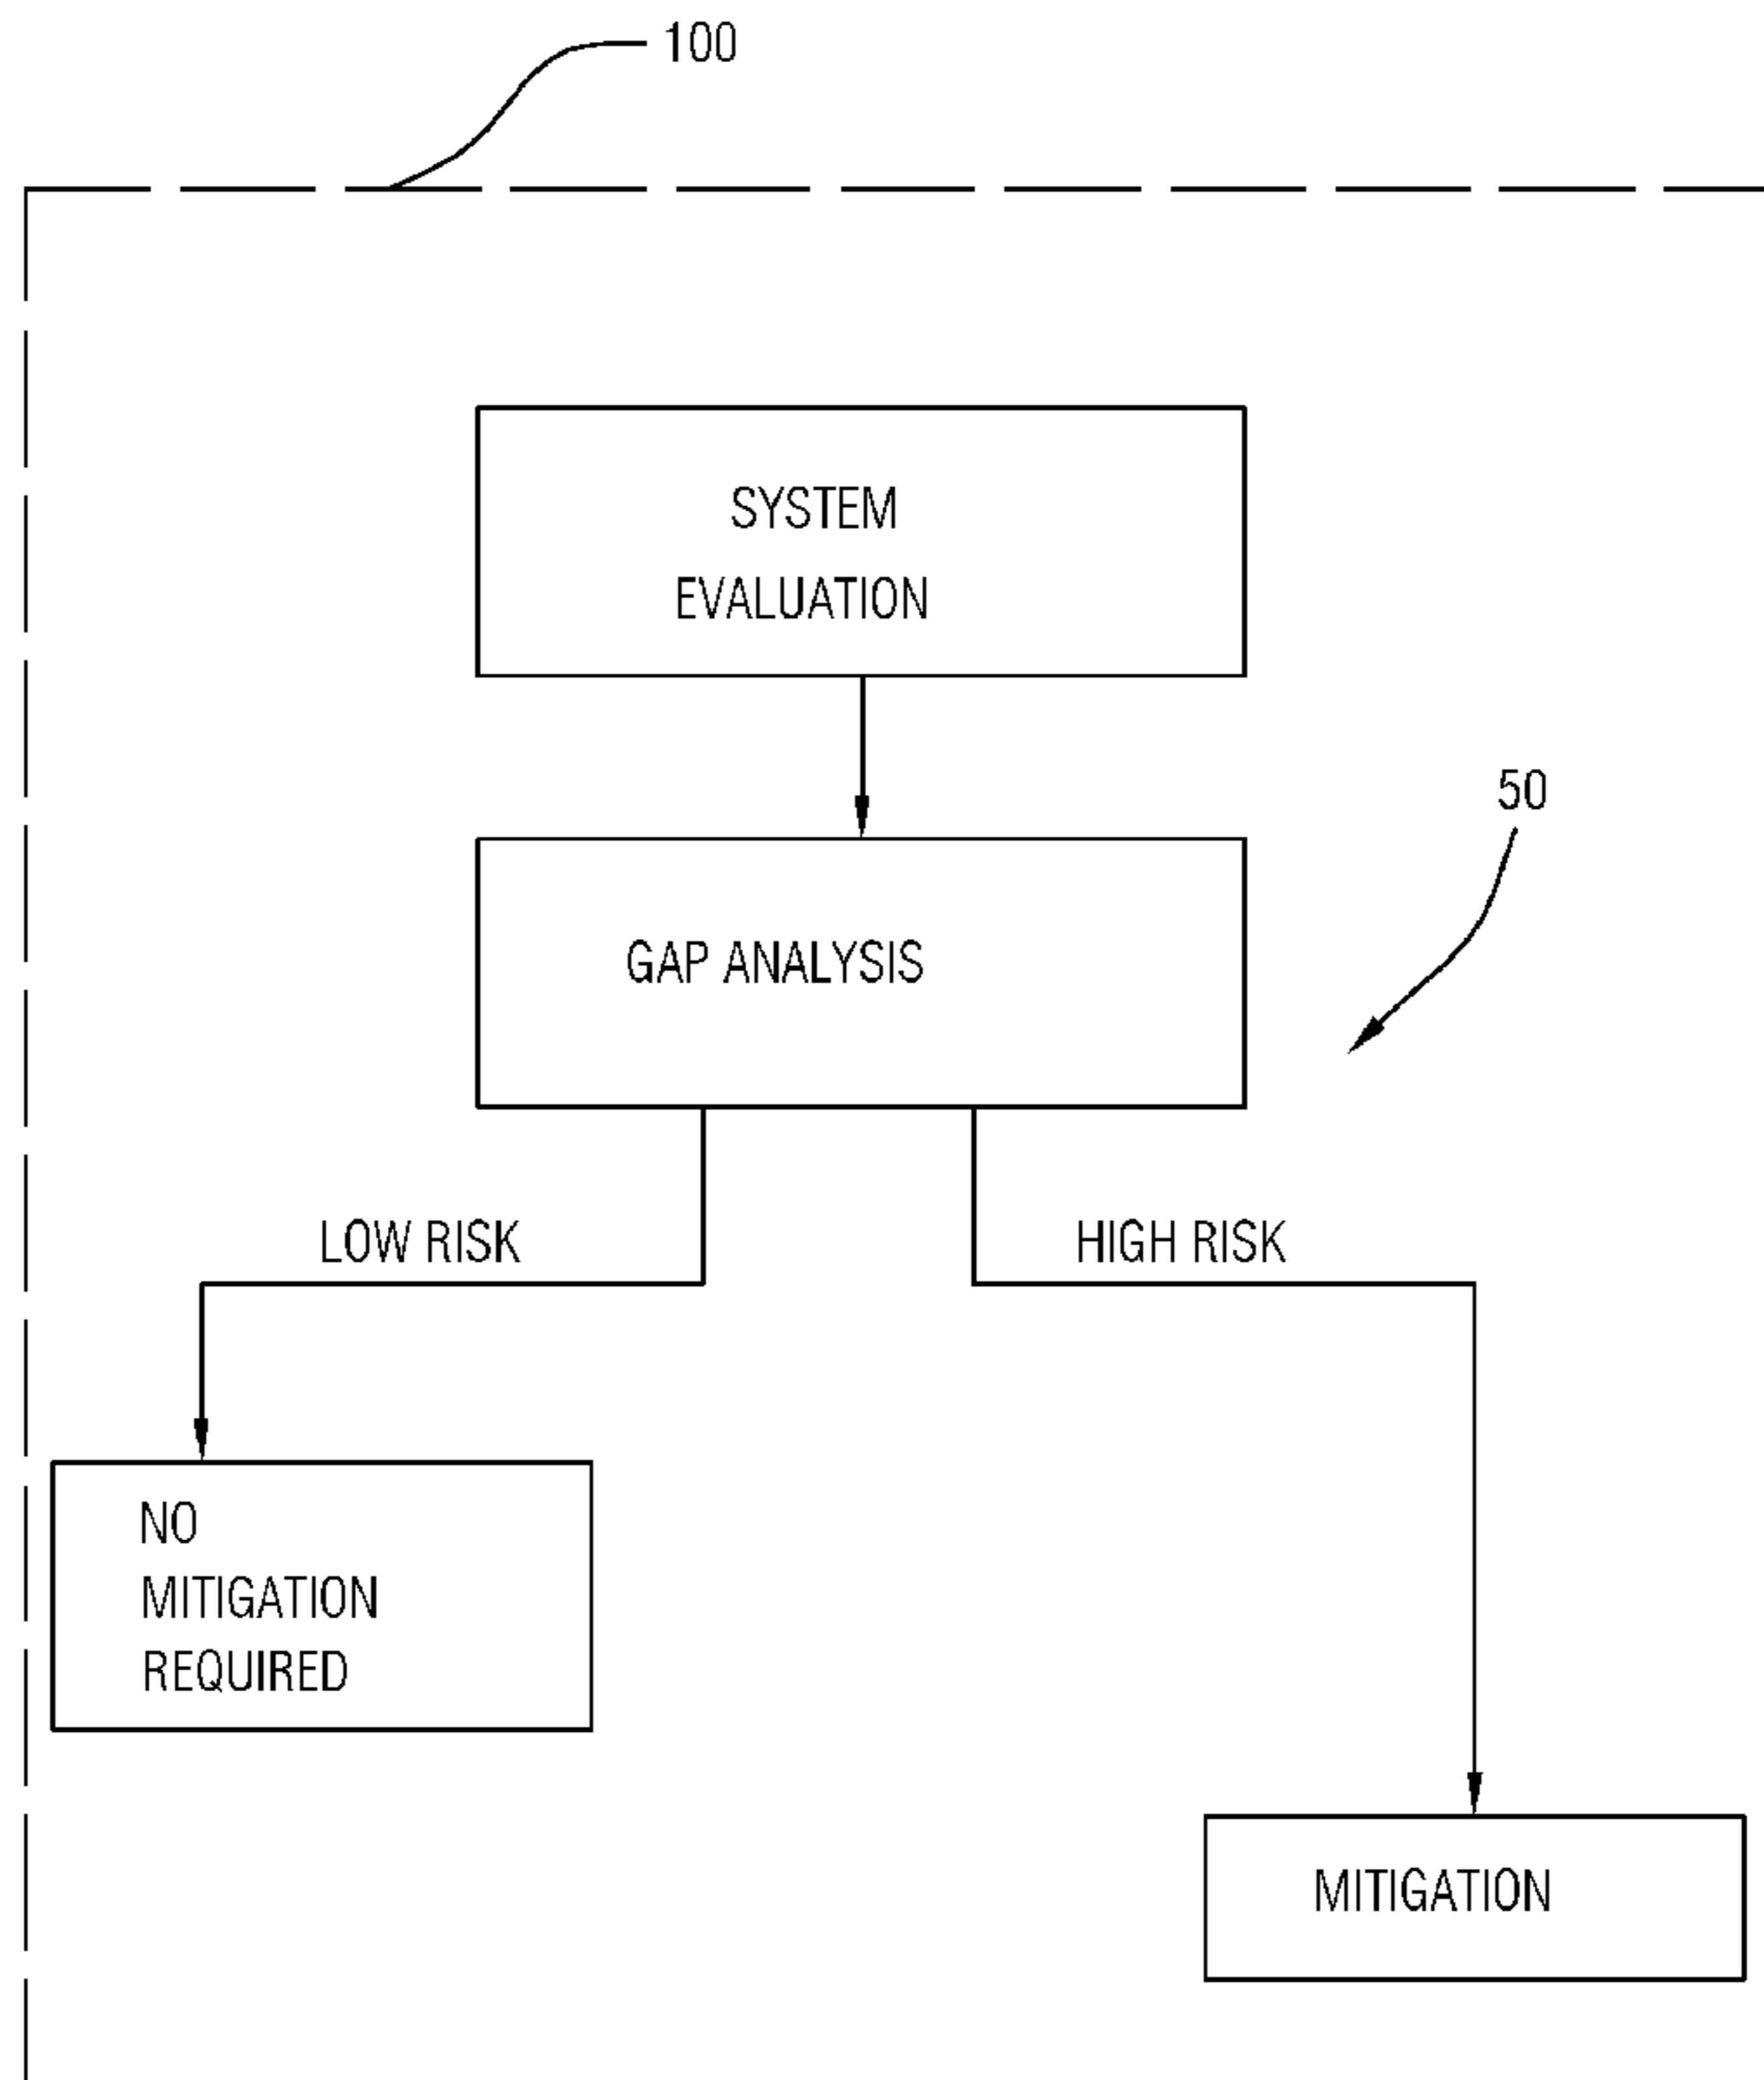 100
SYSTEM
EVALUATION
50
GAP ANALYSIS
LOW RISK
HIGH RISK
NO
MITIGATION
REQUIRED
MITIGATION